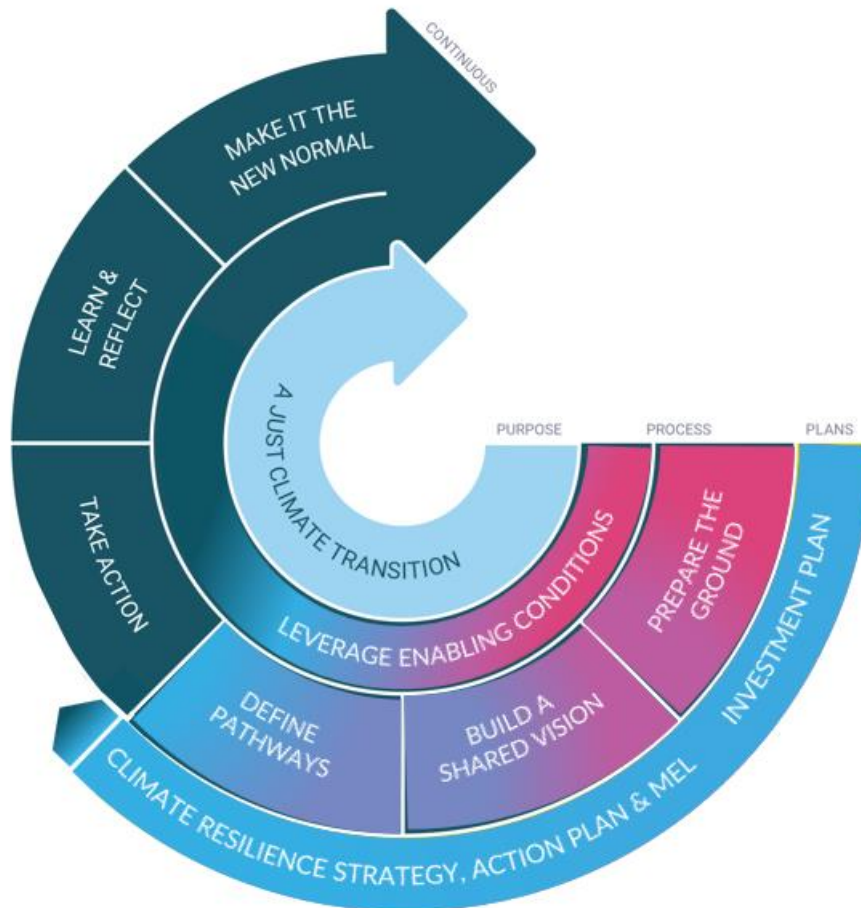 CONTINUOUS
MAKE IT THE
NEW NORMAL
LEARN &
REFLECT
A JUST CLIMATE TRANSITION
PURPOSE
PROCESS
PLANS
TAKE ACTION
LEVERAGE ENABLING CONDITIONS
PREPARE THE
GROUND
DEFINE
PATHWAYS
BUILD A
SHARED VISION
CLIMATE RESILIENCE STRATEGY, ACTION PLAN & MEL
INVESTMENT PLAN